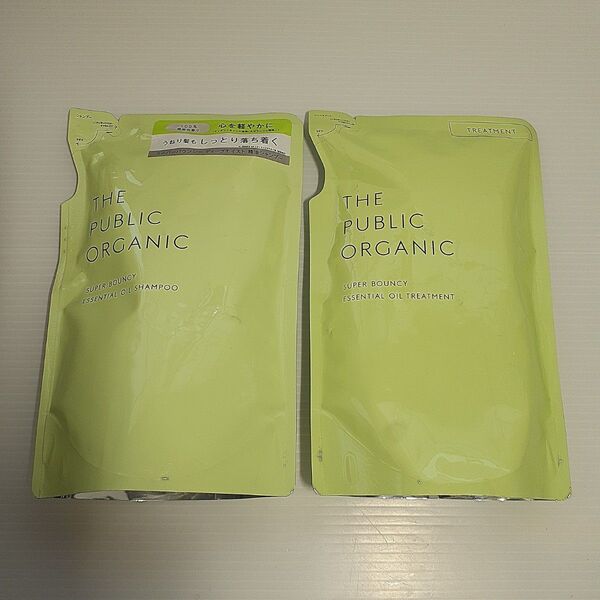 心を軽やかに
うねり髪もしっとり落ち着く
THE
PUBLIC
ORGANIC
SUPER BOUNCY
ESSENTIAL OIL SHAMPOO
TREATMENT
THE
PUBLIC
ORGANIC
SUPER BOUNCY
ESSENTIAL OIL TREATMENT